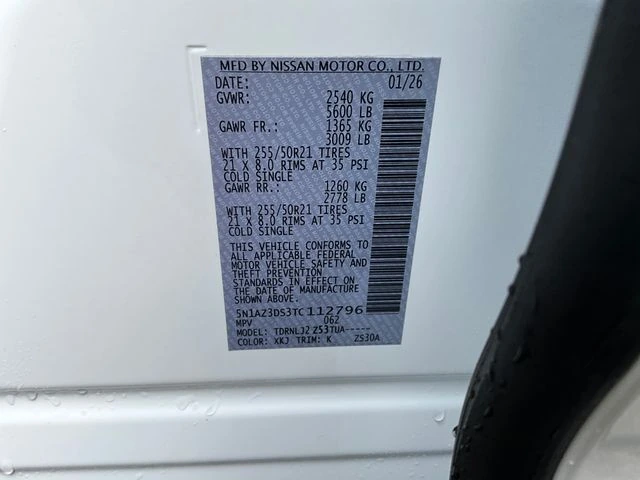 MFD BY NISSAN MOTOR CO., LTD.
DATE: 01/26
GVWR: 2540 KG
5600 LB
GAWR FR.: 1365 KG
3009 LB
WITH 255/50R21 TIRES
21 X 8.0 RIMS AT 35 PSI
COLD SINGLE
GAWR RR.: 1260 KG
2778 LB
WITH 255/50R21 TIRES
21 X 8.0 RIMS AT 35 PSI
COLD SINGLE
THIS VEHICLE CONFORMS TO
ALL APPLICABLE FEDERAL
MOTOR VEHICLE SAFETY AND
THEFT PREVENTION
STANDARDS IN EFFECT ON
THE DATE OF MANUFACTURE
SHOWN ABOVE.
5N1AZ3DS3TC112796
MPV 06Z
MODEL: TDRNLJZ Z53TUA-----
COLOR: XKJ TRIM: K ZS30A